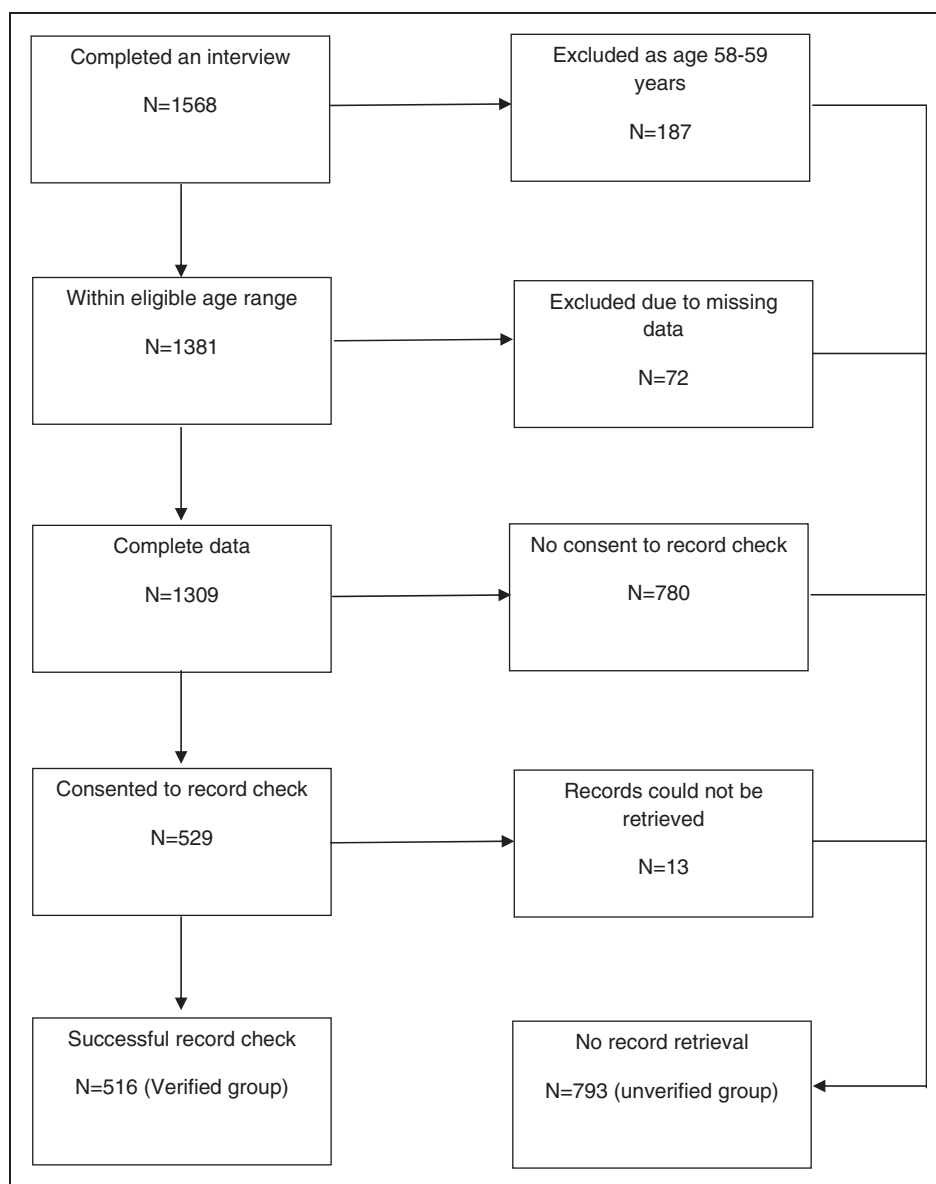 Completed an interview
N=1568
Excluded as age 58-59
years
N=187
Within eligible age range
N=1381
Excluded due to missing
data
N=72
Complete data
N=1309
No consent to record check
N=780
Consented to record check
N=529
Records could not be
retrieved
N=13
Successful record check
N=516 (Verified group)
No record retrieval
N=793 (unverified group)